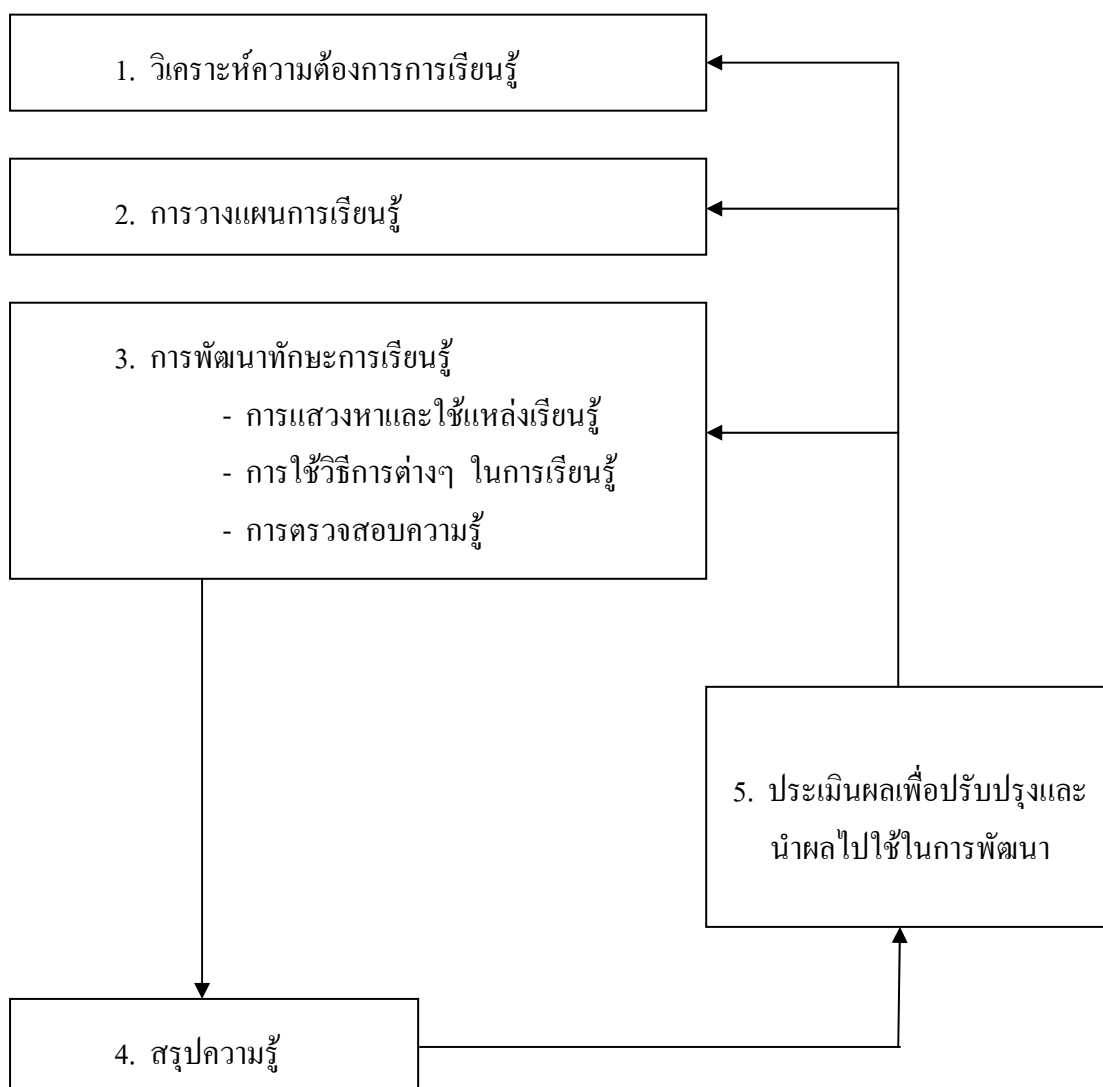 1. วิเคราะห์ความต้องการการเรียนรู้
2. การวางแผนการเรียนรู้
3. การพัฒนาทักษะการเรียนรู้
- การแสวงหาและใช้แหล่งเรียนรู้
- การใช้วิธีการต่างๆ ในการเรียนรู้
- การตรวจสอบความรู้
4. สรุปความรู้
5. ประเมินผลเพื่อปรับปรุงและ
นำผลไปใช้ในการพัฒนา